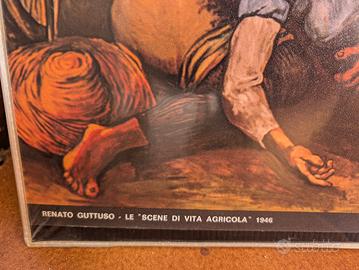 RENATO GUTTUSO - LE "SCENE DI VITA AGRICOLA" 1946